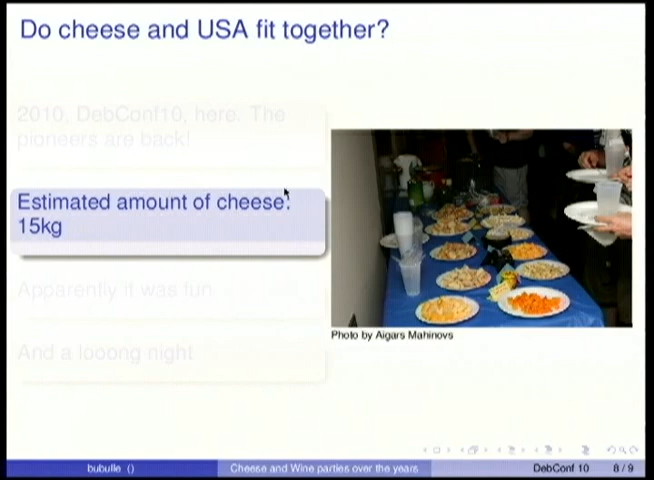 Do cheese and USA fit together?
2010, DebConf10, here. The
pioneers are back!
Estimated amount of cheese:
15kg
Apparently it was fun
And a looong night
Photo by Aigars Mahinovs
bubulle ()
Cheese and Wine parties over the years
DebConf 10
8 / 9